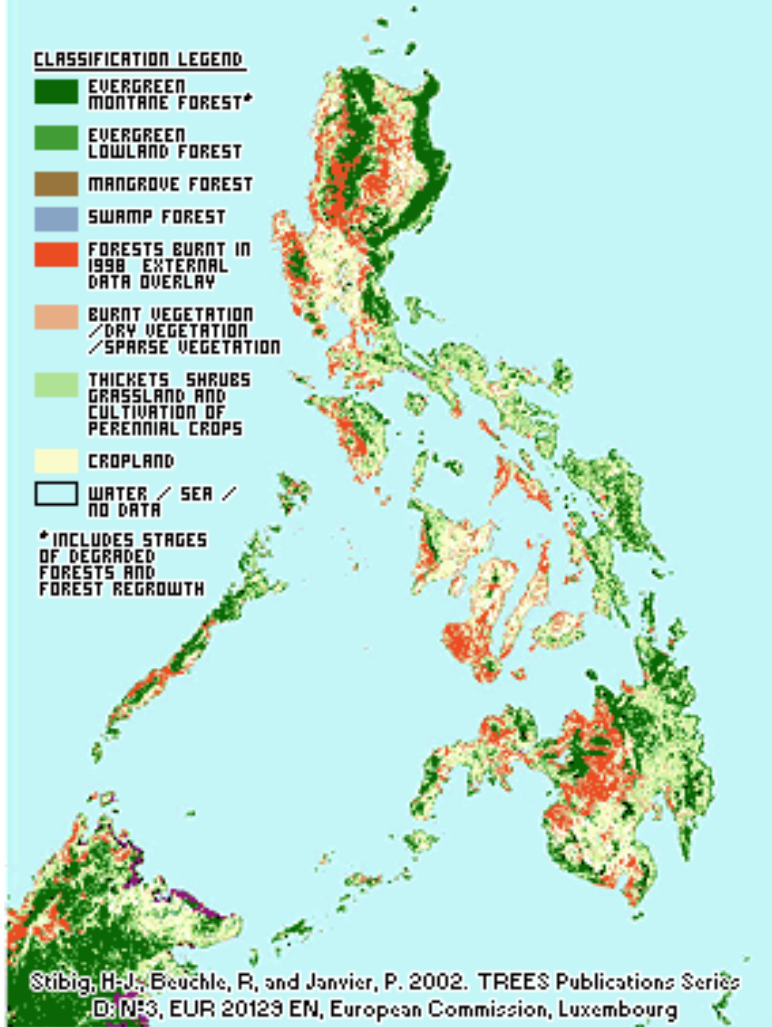 CLASSIFICATION LEGEND
EVERGREEN
MONTANE FOREST*
EVERGREEN
LOWLAND FOREST
MANGROVE FOREST
SWAMP FOREST
FORESTS BURNT IN
1998 EXTERNAL
DATA OVERLAY
BURNT VEGETATION
/DRY VEGETATION
/SPARSE VEGETATION
THICKETS SHRUBS
GRASSLAND AND
CULTIVATION OF
PERENNIAL CROPS
CROPLAND
WATER / SEA /
NO DATA
*INCLUDES STAGES
OF DEGRADED
FORESTS AND
FOREST REGROWTH
Stibig, H-J., Beuchle, R, and Janvier, P. 2002. TREES Publications Series
D: Nº3, EUR 20129 EN, European Commission, Luxembourg